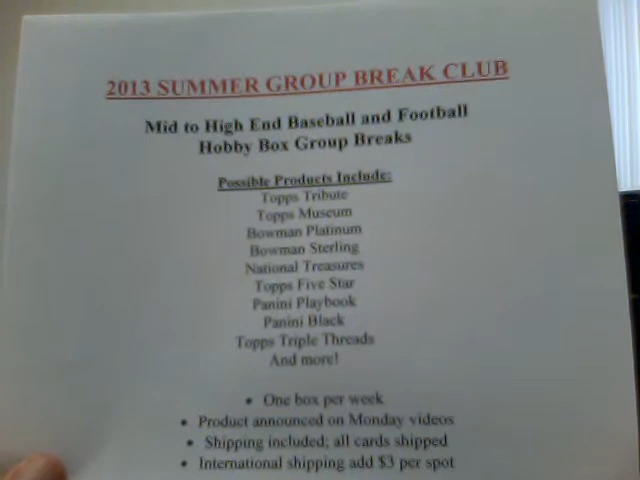 2013 SUMMER GROUP BREAK CLUB
Mid to High End Baseball and Football
Hobby Box Group Breaks
Possible Products Include:
Topps Tribute
Topps Museum
Bowman Platinum
Bowman Sterling
National Treasures
Topps Five Star
Panini Playbook
Panini Black
Topps Triple Threads
And more!
• One box per week
• Product announced on Monday videos
• Shipping included; all cards shipped
• International shipping add $3 per spot